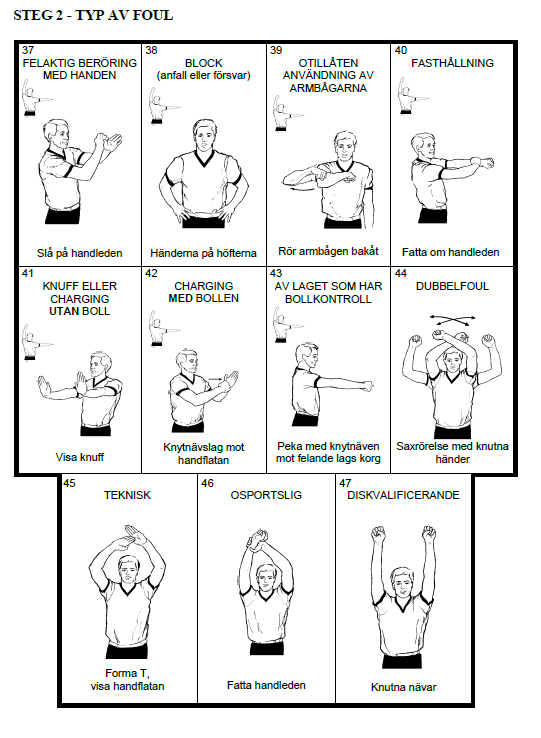 STEG 2 - TYP AV FOUL
37
FELAKTIG BERÖRING
MED HANDEN
Slå på handleden
38
BLOCK
(anfall eller försvar)
Händerna på höfterna
39
OTILLÅTEN
ANVÄNDNING AV
ARMBÅGARNA
Rör armbågen bakåt
40
FASTHÅLLNING
Fatta om handleden
41
KNUFF ELLER
CHARGING
UTAN BOLL
Visa knuff
42
CHARGING
MED BOLLEN
Knytnävslag mot
handflatan
43
AV LAGET SOM HAR
BOLLKONTROLL
Peka med knytnäven
mot felande lags korg
44
DUBBELFOUL
Saxrörelse med knutna
händer
45
TEKNISK
Forma T,
visa handflatan
46
OSPORTSLIG
Fatta handleden
47
DISKVALIFICERANDE
Knutna nävar